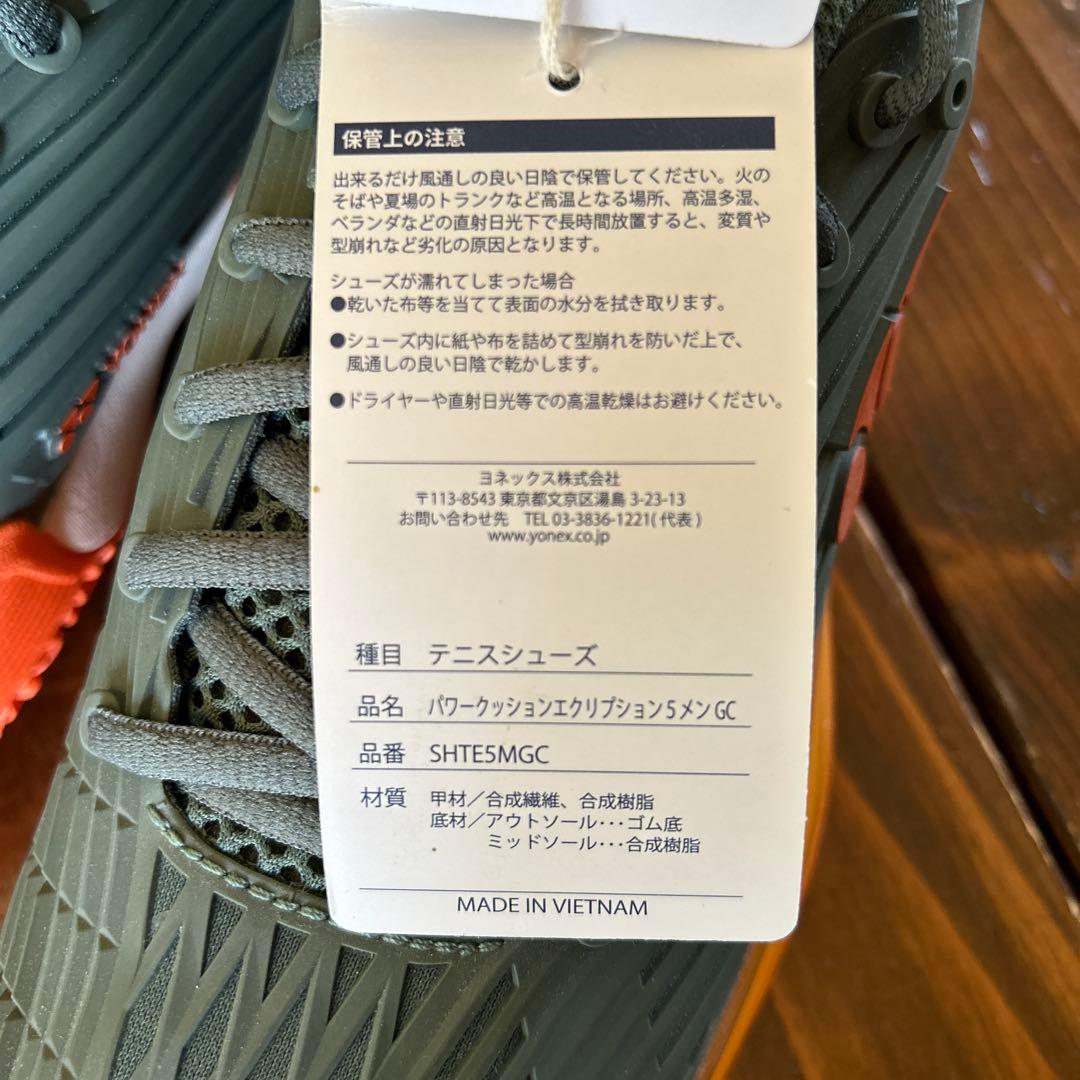 保管上の注意
出来るだけ風通しの良い日陰で保管してください。火の
そばや夏場のトランクなど高温となる場所、高温多湿、
ベランダなどの直射日光下で長時間放置すると、変質や
型崩れなど劣化の原因となります。
シューズが濡れてしまった場合
●乾いた布等を当てて表面の水分を拭き取ります。
●シューズ内に紙や布を詰めて型崩れを防いだ上で、
風通しの良い日陰で乾かします。
●ドライヤーや直射日光等での高温乾燥はお避けください。
ヨネックス株式会社
〒113-8543 東京都文京区湯島 3-23-13
お問い合わせ先 TEL 03-3836-1221(代表)
www.yonex.co.jp
種目 テニスシューズ
品名 パワークッションエクリプション5メンGC
品番 SHTE5MGC
材質 甲材／合成繊維、合成樹脂
底材／アウトソール･･･ゴム底
ミッドソール･･･合成樹脂
MADE IN VIETNAM